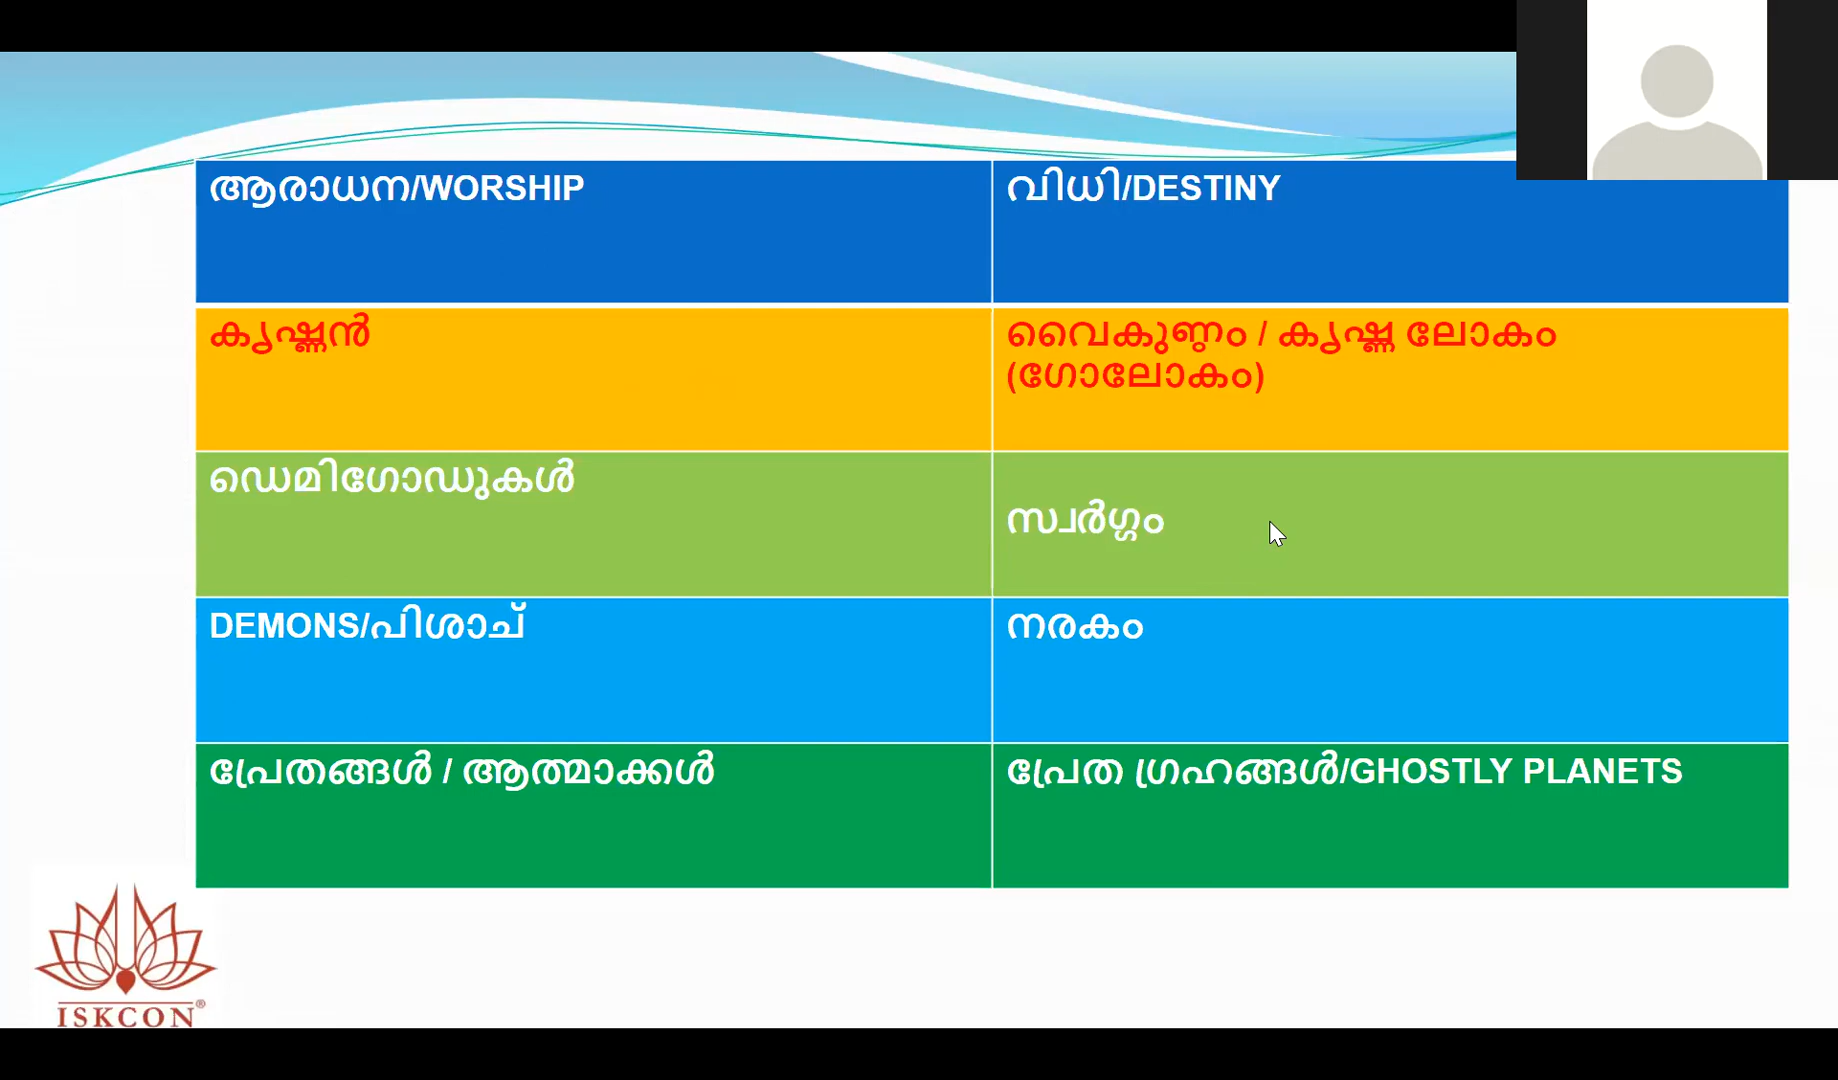 ആരാധന/WORSHIP
വിധി/DESTINY
കൃഷ്ണൻ
വൈകുണ്ഠം / കൃഷ്ണ ലോകം
(ഗോലോകം)
ഡെമിഗോഡുകൾ
സ്വർഗ്ഗം
DEMONS/പിശാച്
നരകം
പ്രേതങ്ങൾ / ആത്മാക്കൾ
പ്രേത ഗ്രഹങ്ങൾ/GHOSTLY PLANETS
ISKCON®